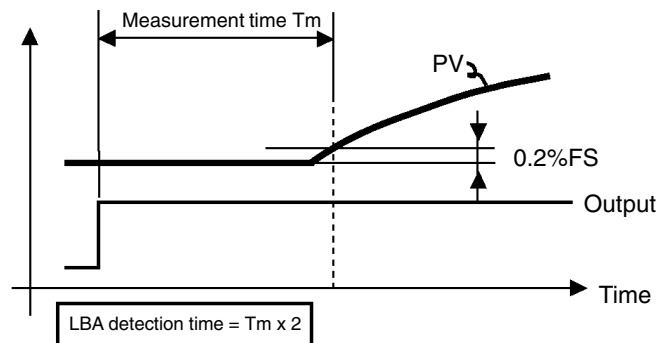 Measurement time Tm
PV
0.2%FS
Output
Time
LBA detection time = Tm x 2